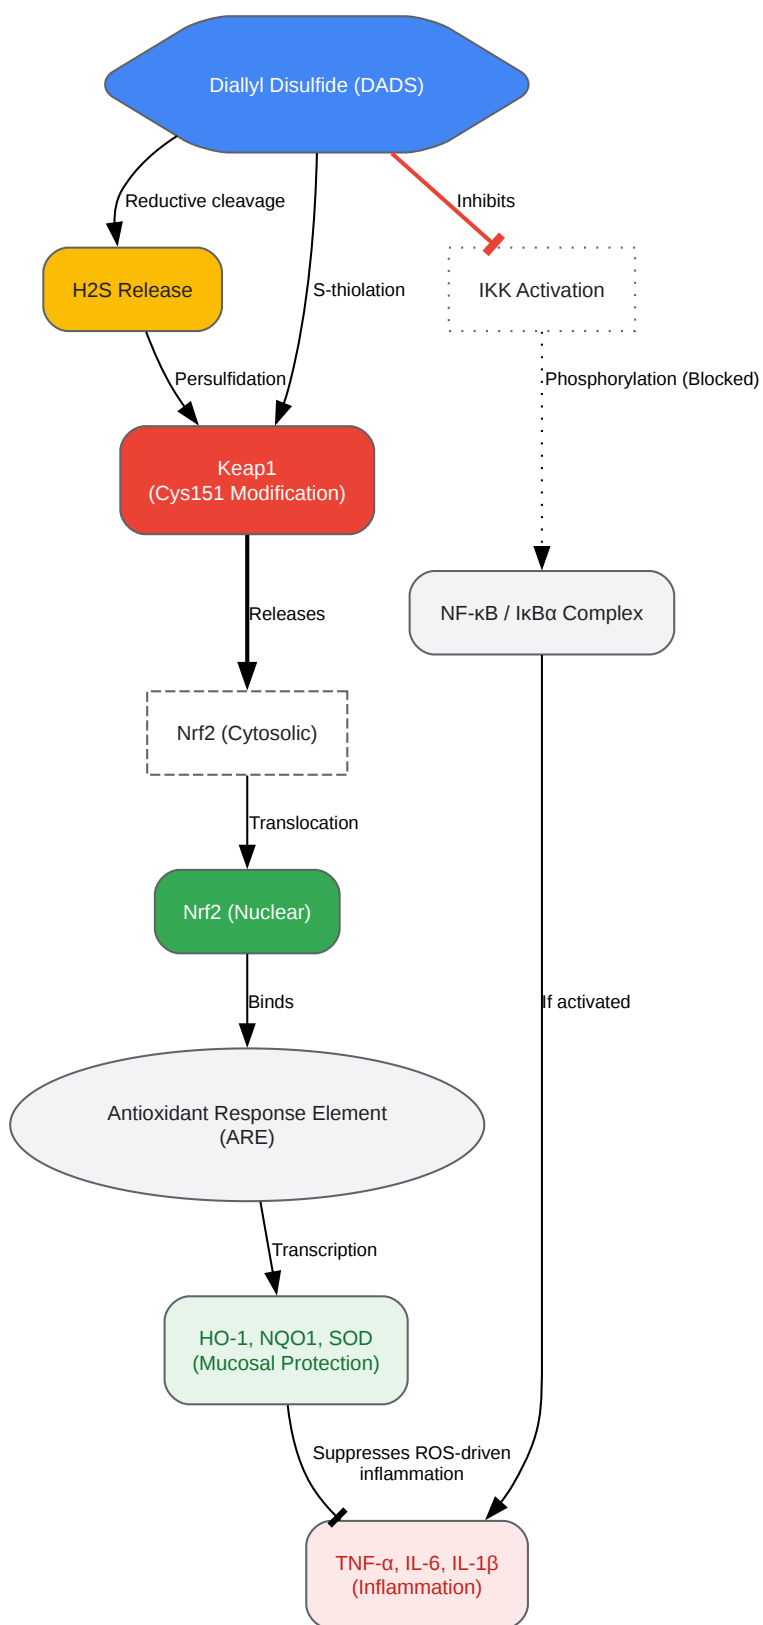 Diallyl Disulfide (DADS)
Reductive cleavage
Inhibits
H2S Release
S-thiolation
IKK Activation
Persulfidation
Phosphorylation (Blocked)
Keap1
(Cys151 Modification)
Releases
NF-κB / IκBα Complex
Nrf2 (Cytosolic)
Translocation
Nrf2 (Nuclear)
Binds
If activated
Antioxidant Response Element
(ARE)
Transcription
HO-1, NQO1, SOD
(Mucosal Protection)
Suppresses ROS-driven
inflammation
TNF-α, IL-6, IL-1β
(Inflammation)